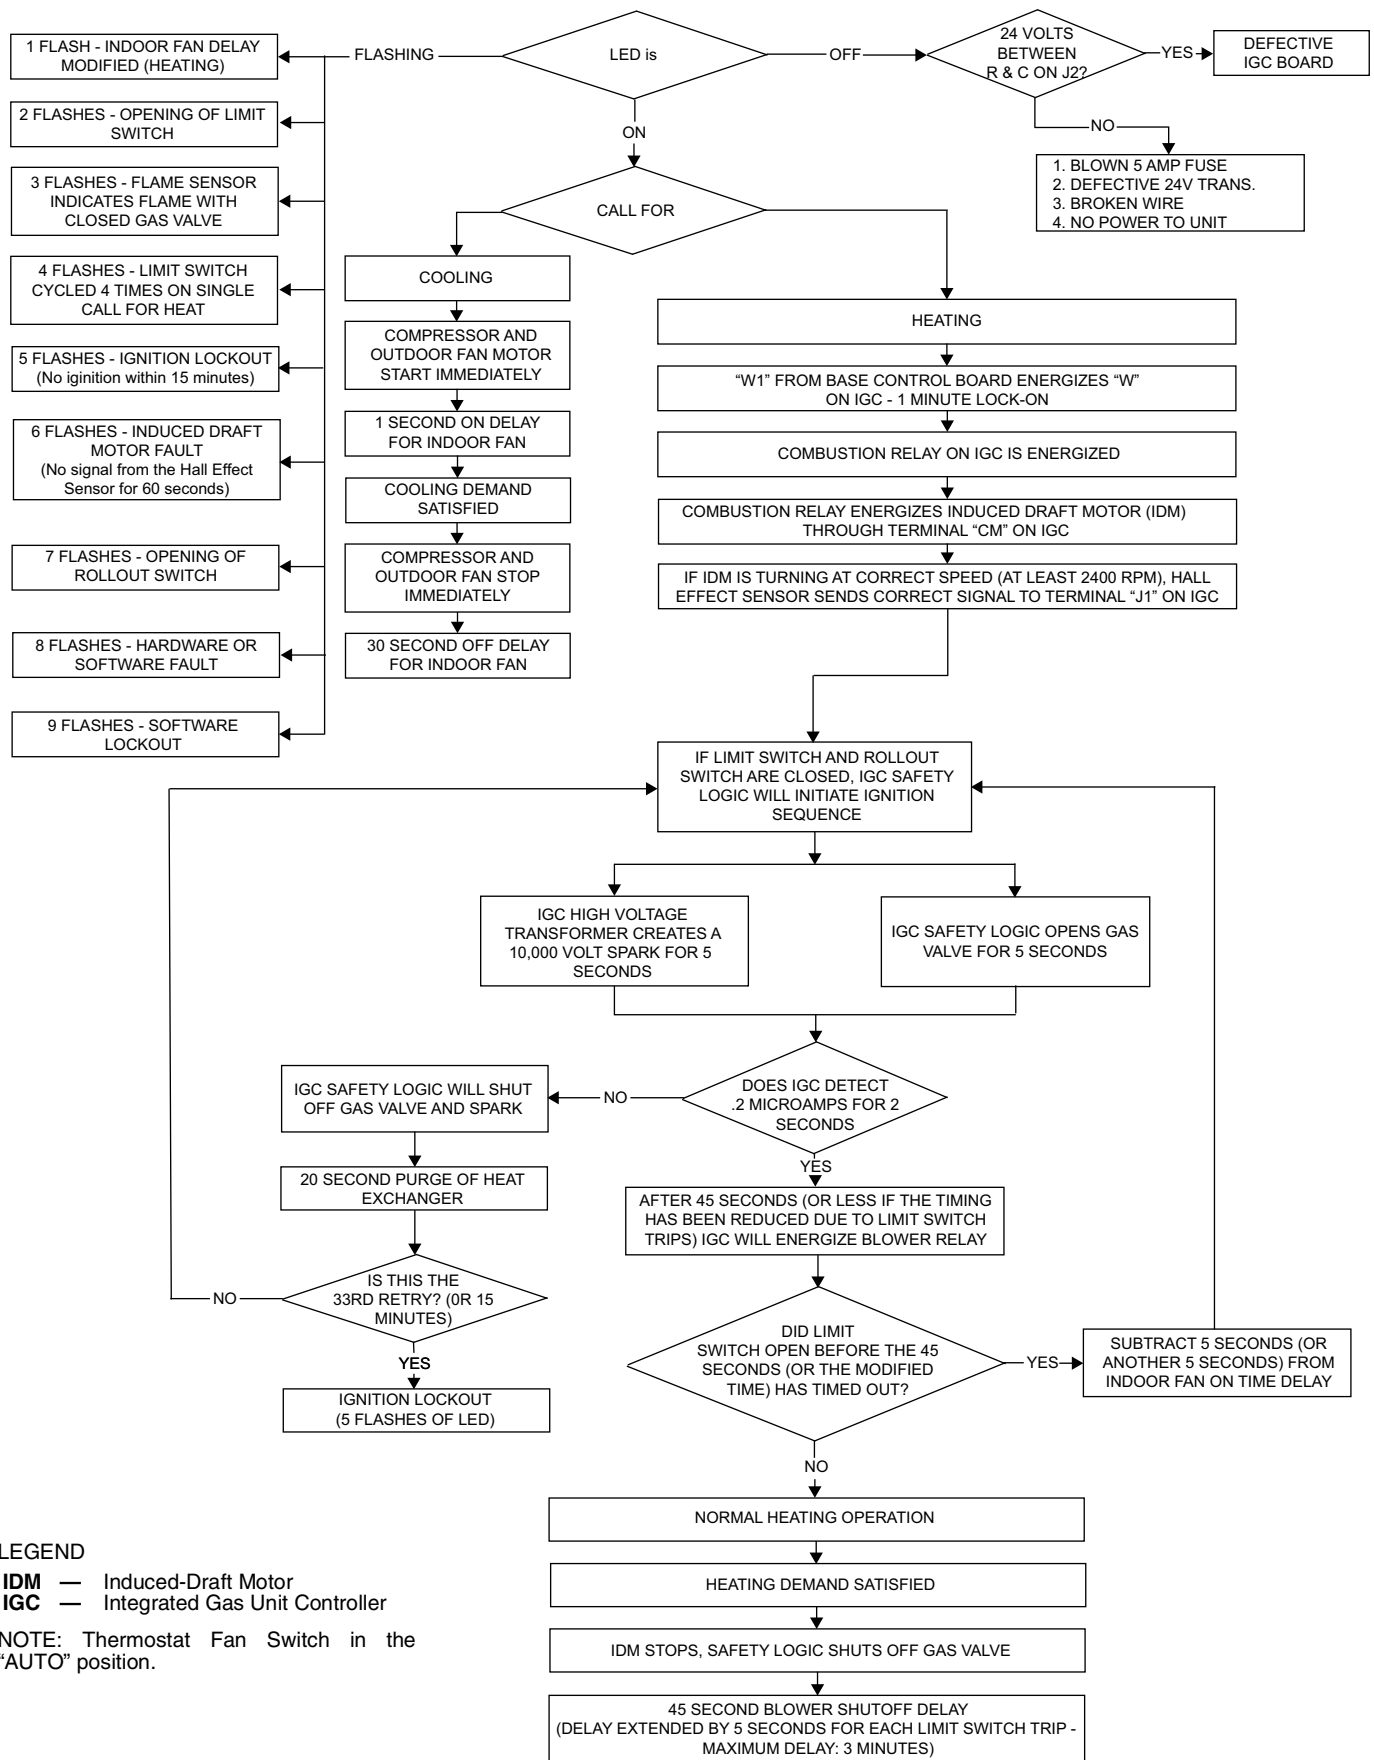 1 FLASH - INDOOR FAN DELAY
MODIFIED (HEATING)
2 FLASHES - OPENING OF LIMIT
SWITCH
3 FLASHES - FLAME SENSOR
INDICATES FLAME WITH
CLOSED GAS VALVE
4 FLASHES - LIMIT SWITCH
CYCLED 4 TIMES ON SINGLE
CALL FOR HEAT
5 FLASHES - IGNITION LOCKOUT
(No iginition within 15 minutes)
6 FLASHES - INDUCED DRAFT
MOTOR FAULT
(No signal from the Hall Effect
Sensor for 60 seconds)
7 FLASHES - OPENING OF
ROLLOUT SWITCH
8 FLASHES - HARDWARE OR
SOFTWARE FAULT
9 FLASHES - SOFTWARE
LOCKOUT
FLASHING
LED is
OFF
24 VOLTS
BETWEEN
R & C ON J2?
YES
DEFECTIVE
IGC BOARD
NO
1. BLOWN 5 AMP FUSE
2. DEFECTIVE 24V TRANS.
3. BROKEN WIRE
4. NO POWER TO UNIT
ON
CALL FOR
COOLING
COMPRESSOR AND
OUTDOOR FAN MOTOR
START IMMEDIATELY
1 SECOND ON DELAY
FOR INDOOR FAN
COOLING DEMAND
SATISFIED
COMPRESSOR AND
OUTDOOR FAN STOP
IMMEDIATELY
30 SECOND OFF DELAY
FOR INDOOR FAN
HEATING
“W1” FROM BASE CONTROL BOARD ENERGIZES “W”
ON IGC - 1 MINUTE LOCK-ON
COMBUSTION RELAY ON IGC IS ENERGIZED
COMBUSTION RELAY ENERGIZES INDUCED DRAFT MOTOR (IDM)
THROUGH TERMINAL “CM” ON IGC
IF IDM IS TURNING AT CORRECT SPEED (AT LEAST 2400 RPM), HALL
EFFECT SENSOR SENDS CORRECT SIGNAL TO TERMINAL “J1” ON IGC
IF LIMIT SWITCH AND ROLLOUT
SWITCH ARE CLOSED, IGC SAFETY
LOGIC WILL INITIATE IGNITION
SEQUENCE
IGC HIGH VOLTAGE
TRANSFORMER CREATES A
10,000 VOLT SPARK FOR 5
SECONDS
IGC SAFETY LOGIC OPENS GAS
VALVE FOR 5 SECONDS
DOES IGC DETECT
.2 MICROAMPS FOR 2
SECONDS
NO
IGC SAFETY LOGIC WILL SHUT
OFF GAS VALVE AND SPARK
20 SECOND PURGE OF HEAT
EXCHANGER
IS THIS THE
33RD RETRY? (0R 15
MINUTES)
NO
YES
IGNITION LOCKOUT
(5 FLASHES OF LED)
YES
AFTER 45 SECONDS (OR LESS IF THE TIMING
HAS BEEN REDUCED DUE TO LIMIT SWITCH
TRIPS) IGC WILL ENERGIZE BLOWER RELAY
DID LIMIT
SWITCH OPEN BEFORE THE 45
SECONDS (OR THE MODIFIED
TIME) HAS TIMED OUT?
YES
SUBTRACT 5 SECONDS (OR
ANOTHER 5 SECONDS) FROM
INDOOR FAN ON TIME DELAY
NO
NORMAL HEATING OPERATION
HEATING DEMAND SATISFIED
IDM STOPS, SAFETY LOGIC SHUTS OFF GAS VALVE
45 SECOND BLOWER SHUTOFF DELAY
(DELAY EXTENDED BY 5 SECONDS FOR EACH LIMIT SWITCH TRIP -
MAXIMUM DELAY: 3 MINUTES)
LEGEND
IDM — Induced-Draft Motor
IGC — Integrated Gas Unit Controller
NOTE: Thermostat Fan Switch in the
“AUTO” position.